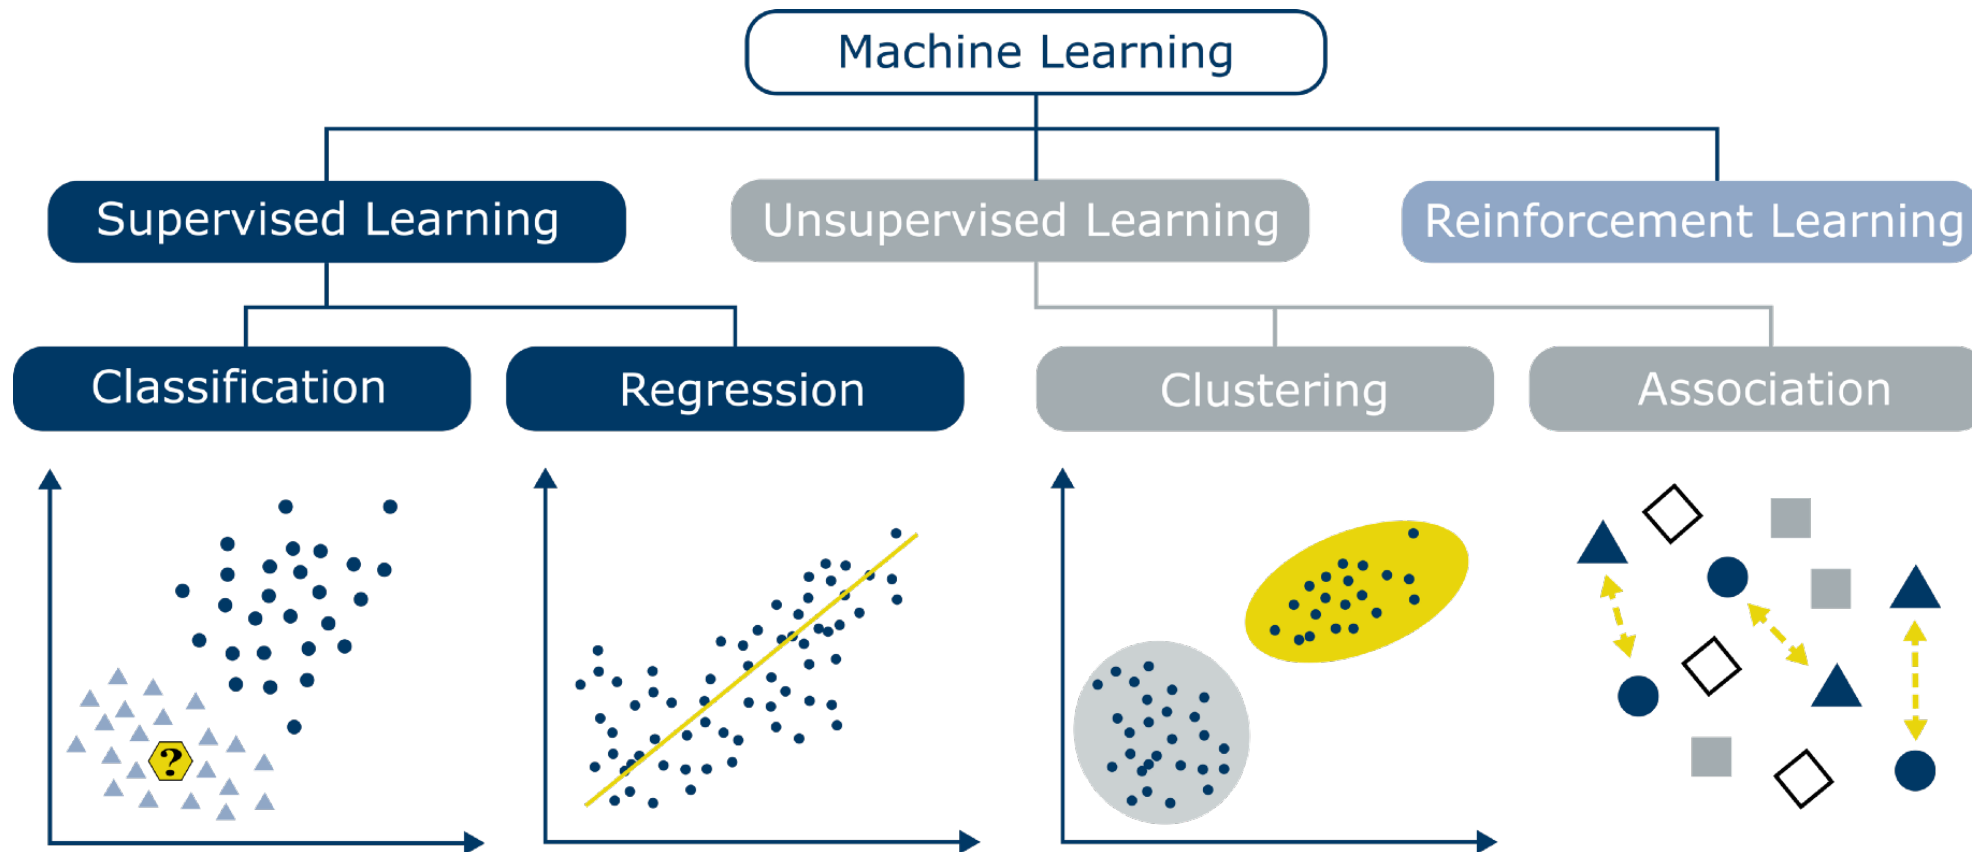 Machine Learning
Supervised Learning
Unsupervised Learning
Reinforcement Learning
Classification
Regression
Clustering
Association
?